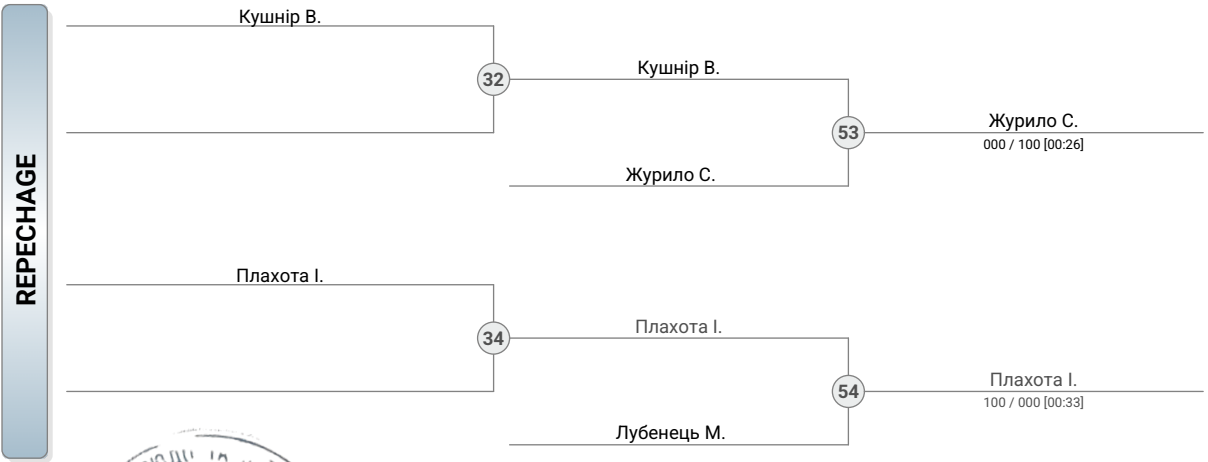 REPECHAGE
Кушнір В.
32
Кушнір В.
53
Журило С.
000 / 100 [00:26]
Журило С.
Плахота І.
34
Плахота І.
54
Плахота І.
100 / 000 [00:33]
Лубенець М.